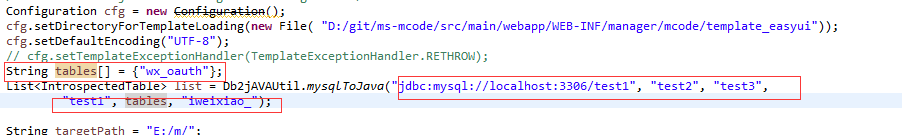 Configuration cfg = new Configuration();
cfg.setDirectoryForTemplateLoading(new File( "D:/git/ms-mcode/src/main/webapp/WEB-INF/manager/mcode/template_easyui"));
cfg.setDefaultEncoding("UTF-8");
// cfg.setTemplateExceptionHandler(TemplateExceptionHandler.RETHROW);
String tables[] = {"wx_oauth"};
List<IntrospectedTable> list = Db2jAVAUtil.mysqlToJava("jdbc:mysql://localhost:3306/test1", "test2", "test3",
"test1", tables, "iweixiao_");
String targetPath = "E:/m/";